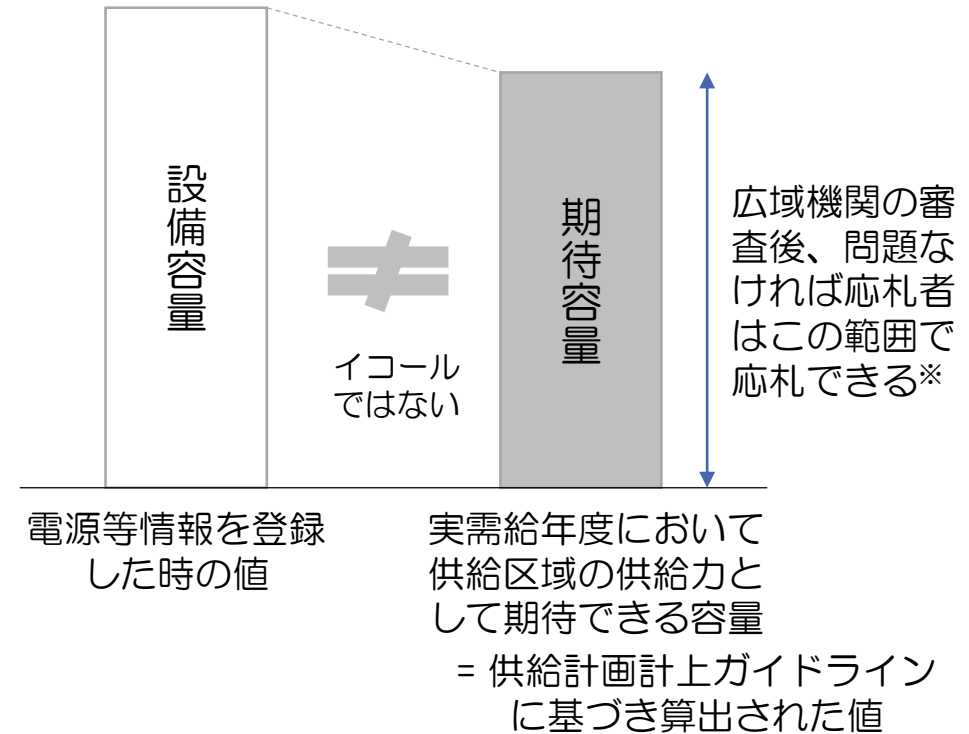 設備容量
≠
イコール
ではない
期待容量
広域機関の審
査後、問題な
ければ応札者
はこの範囲で
応札できる※
電源等情報を登録
した時の値
実需給年度において
供給区域の供給力と
して期待できる容量
= 供給計画計上ガイドライン
に基づき算出された値